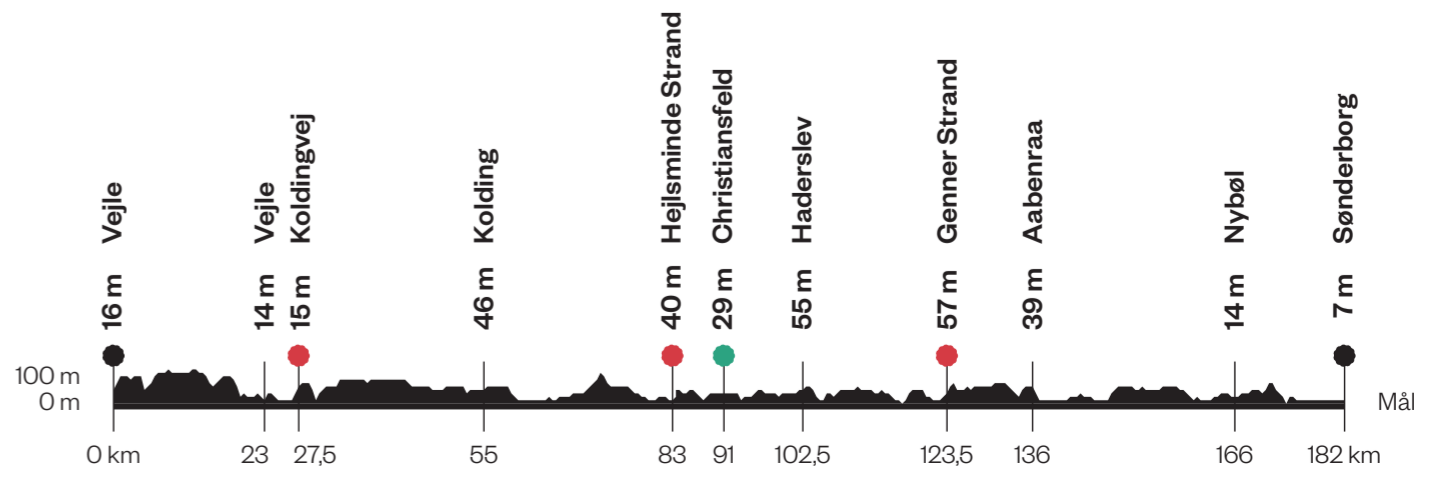 16 m Vejle
14 m Vejle
15 m Koldingvej
46 m Kolding
40 m Hejlsminde Strand
29 m Christiansfeld
55 m Haderslev
57 m Genner Strand
39 m Aabenraa
14 m Nybøl
7 m Sønderborg
100 m
0 m
Mål
0 km 23 27,5 55 83 91 102,5 123,5 136 166 182 km